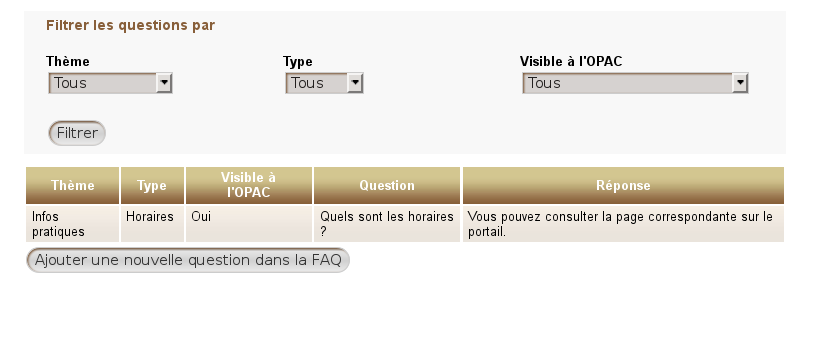 Filtrer les questions par
Thème Type Visible à l'OPAC
Tous Tous Tous
Filtrer
Thème Type Visible à l'OPAC Question Réponse
Infos pratiques Horaires Oui Quels sont les horaires ? Vous pouvez consulter la page correspondante sur le portail.
Ajouter une nouvelle question dans la FAQ